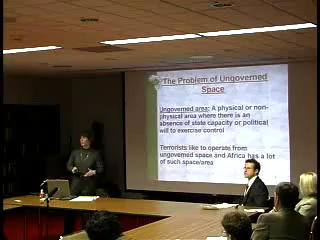 The Problem of Ungoverned
Space
Ungoverned area: A physical or non-
physical area where there is an
absence of state capacity or political
will to exercise control
Terrorists like to operate from
ungoverned space and Africa has a lot
of such space/area